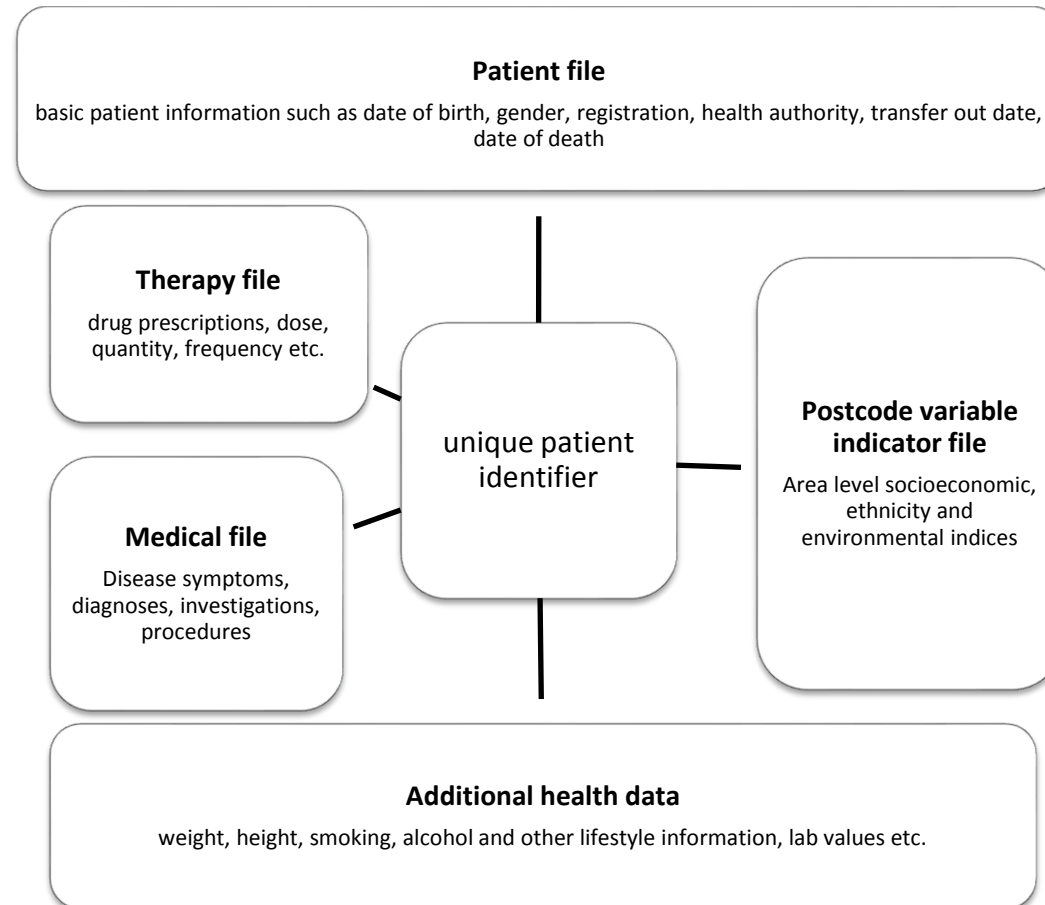 Patient file
basic patient information such as date of birth, gender, registration, health authority, transfer out date,
date of death
Therapy file
drug prescriptions, dose,
quantity, frequency etc.
unique patient
identifier
Postcode variable
indicator file
Area level socioeconomic,
ethnicity and
environmental indices
Medical file
Disease symptoms,
diagnoses, investigations,
procedures
Additional health data
weight, height, smoking, alcohol and other lifestyle information, lab values etc.